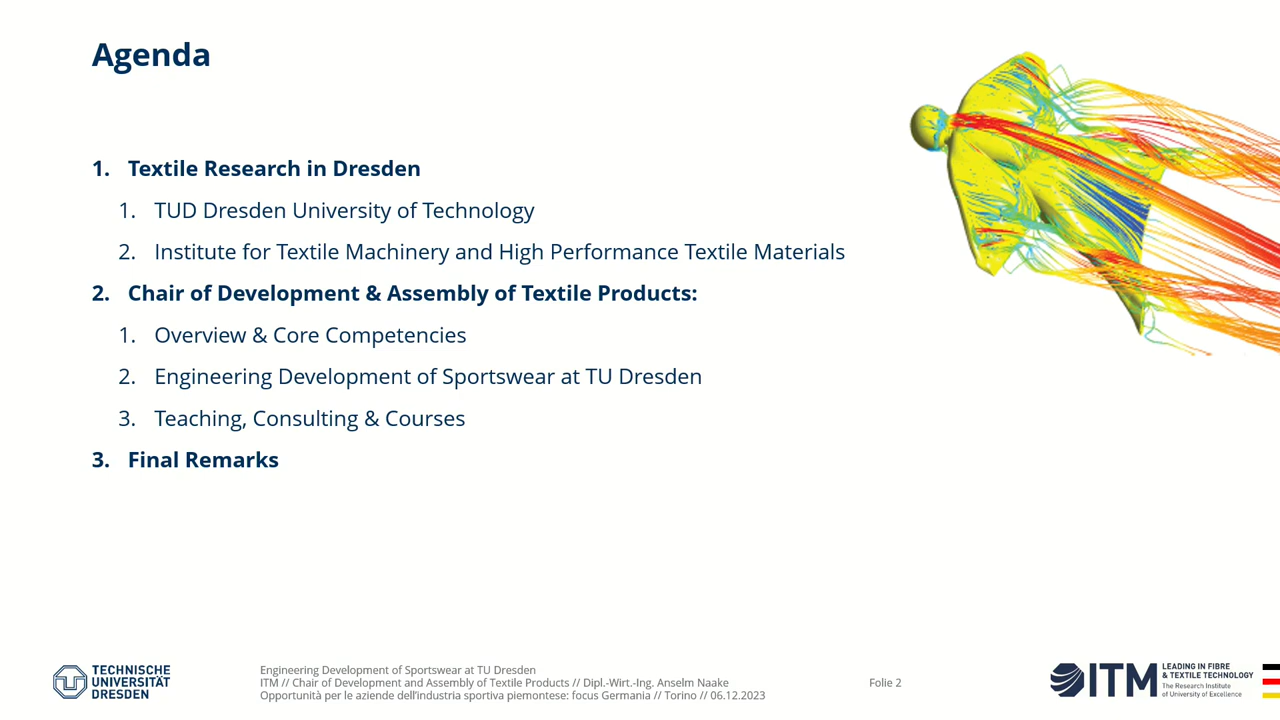 Agenda
1. Textile Research in Dresden
1. TUD Dresden University of Technology
2. Institute for Textile Machinery and High Performance Textile Materials
2. Chair of Development & Assembly of Textile Products:
1. Overview & Core Competencies
2. Engineering Development of Sportswear at TU Dresden
3. Teaching, Consulting & Courses
3. Final Remarks
TECHNISCHE
UNIVERSITÄT
DRESDEN
Engineering Development of Sportswear at TU Dresden
ITM // Chair of Development and Assembly of Textile Products // Dipl.-Wirt.-Ing. Anselm Naake
Opportunità per le aziende dell'industria sportiva piemontese: focus Germania // Torino // 06.12.2023
Folie 2
ITM
LEADING IN FIBRE
& TEXTILE TECHNOLOGY
The Research Institute
of University of Excellence